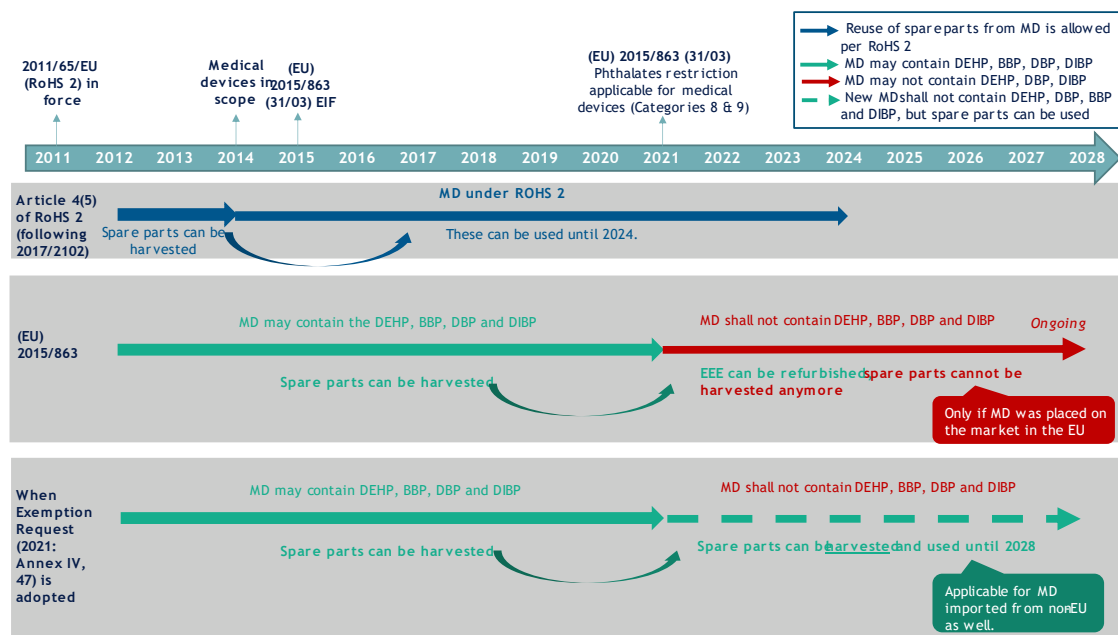 Reuse of spare parts from MD is allowed
per RoHS 2
MD may contain DEHP, BBP, DBP, DIBP
MD may not contain DEHP, DBP, DIBP
New MD shall not contain DEHP, DBP, BBP
and DIBP, but spare parts can be used
2011/65/EU
(RoHS 2) in
force
Medical
devices in
scope
(EU)
2015/863
(31/03) EIF
(EU) 2015/863 (31/03)
Phthalates restriction
applicable for medical
devices (Categories 8 & 9)
2011 2012 2013 2014 2015 2016 2017 2018 2019 2020 2021 2022 2023 2024 2025 2026 2027 2028
Article 4(5)
of RoHS 2
(following
2017/2102)
MD under ROHS 2
Spare parts can be
harvested
These can be used until 2024.
(EU)
2015/863
MD may contain the DEHP, BBP, DBP and DIBP
MD shall not contain DEHP, BBP, DBP and DIBP
Ongoing
Spare parts can be harvested
EEE can be refurbished, spare parts cannot be
harvested anymore
Only if MD was placed on
the market in the EU
When
Exemption
Request
(2021:
Annex IV,
47) is
adopted
MD may contain DEHP, BBP, DBP and DIBP
MD shall not contain DEHP, BBP, DBP and DIBP
Spare parts can be harvested
Spare parts can be harvested and used until 2028
Applicable for MD
imported from non-EU
as well.